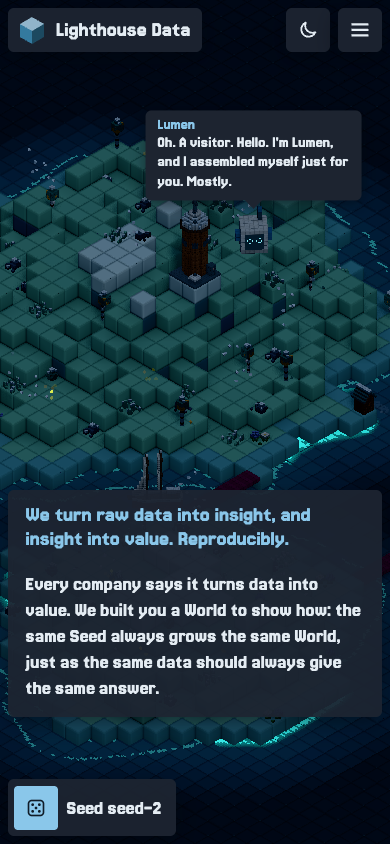 Lighthouse Data
Lumen
Oh. A visitor. Hello. I'm Lumen,
and I assembled myself just for
you. Mostly.
We turn raw data into insight, and
insight into value. Reproducibly.
Every company says it turns data into
value. We built you a World to show how: the
same Seed always grows the same World,
just as the same data should always give
the same answer.
Seed seed-2